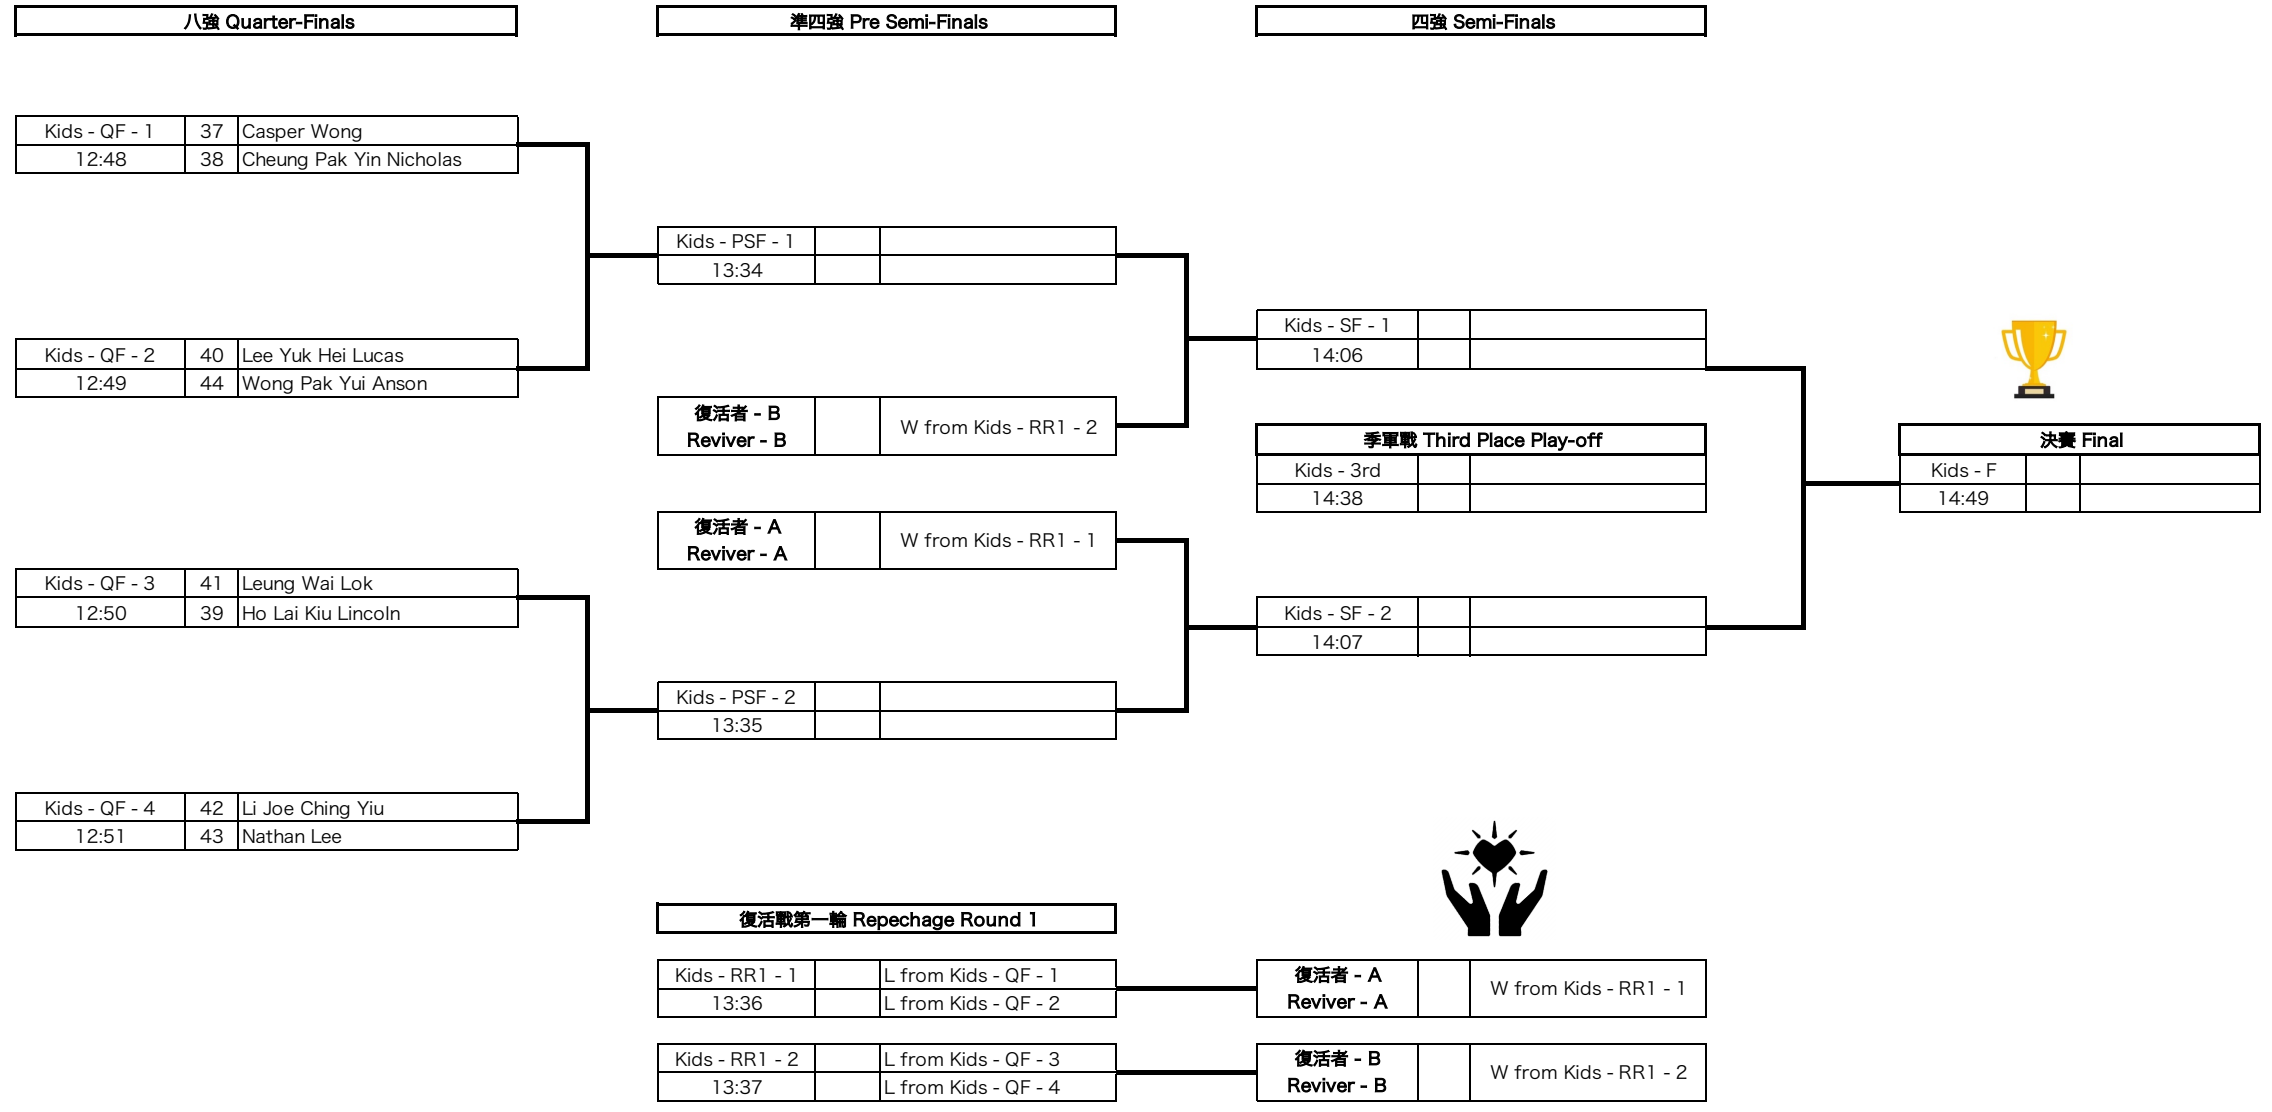 八強 Quarter-Finals
準四強 Pre Semi-Finals
四強 Semi-Finals
Kids - QF - 1 37 Casper Wong
12:48 38 Cheung Pak Yin Nicholas
Kids - PSF - 1
13:34
Kids - SF - 1
14:06
Kids - QF - 2 40 Lee Yuk Hei Lucas
12:49 44 Wong Pak Yui Anson
復活者 - B
Reviver - B
W from Kids - RR1 - 2
季軍戰 Third Place Play-off
Kids - 3rd
14:38
決賽 Final
Kids - F
14:49
復活者 - A
Reviver - A
W from Kids - RR1 - 1
Kids - QF - 3 41 Leung Wai Lok
12:50 39 Ho Lai Kiu Lincoln
Kids - SF - 2
14:07
Kids - PSF - 2
13:35
Kids - QF - 4 42 Li Joe Ching Yiu
12:51 43 Nathan Lee
復活戰第一輪 Repechage Round 1
Kids - RR1 - 1 L from Kids - QF - 1
13:36 L from Kids - QF - 2
復活者 - A
Reviver - A
W from Kids - RR1 - 1
Kids - RR1 - 2 L from Kids - QF - 3
13:37 L from Kids - QF - 4
復活者 - B
Reviver - B
W from Kids - RR1 - 2